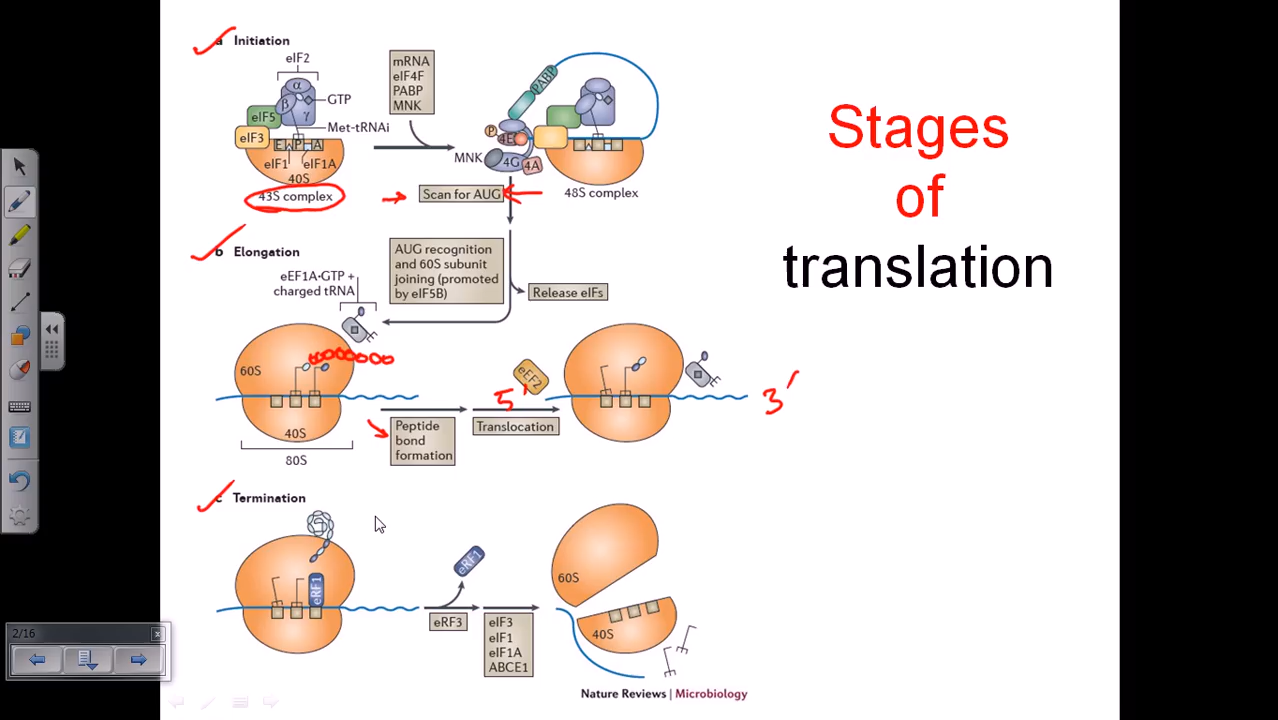 a Initiation
eIF2
α
β
γ
GTP
eIF5
Met-tRNAi
eIF3
E P A
eIF1 eIF1A
40S
43S complex
mRNA
eIF4F
PABP
MNK
PABP
P
4E
MNK
4G
4A
48S complex
Scan for AUG
Stages
of
translation
b Elongation
eEF1A·GTP +
charged tRNA
AUG recognition
and 60S subunit
joining (promoted
by eIF5B)
Release eIFs
60S
40S
80S
Peptide
bond
formation
Translocation
eEF2
5'
3'
c Termination
eRF1
eRF1
eRF3
eIF3
eIF1
eIF1A
ABCE1
60S
40S
2/16
Nature Reviews | Microbiology